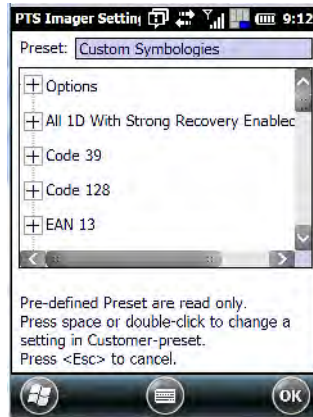 PTS Imager Settin 9:12
Preset: Custom Symbologies
Options
All 1D With Strong Recovery Enablec
Code 39
Code 128
EAN 13
Pre-defined Preset are read only.
Press space or double-click to change a
setting in Customer-preset.
Press <Esc> to cancel.
OK